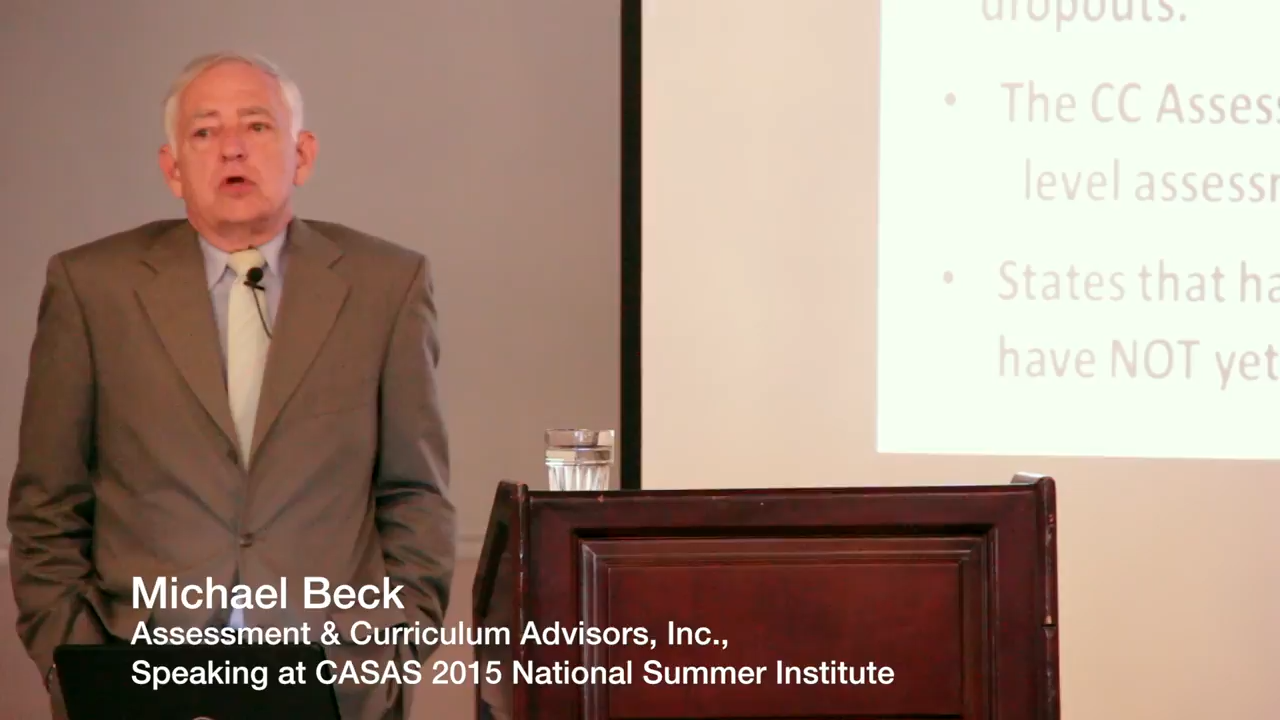 dropouts.
• The CC Assess
level assessm
• States that ha
have NOT yet
Michael Beck
Assessment & Curriculum Advisors, Inc.,
Speaking at CASAS 2015 National Summer Institute